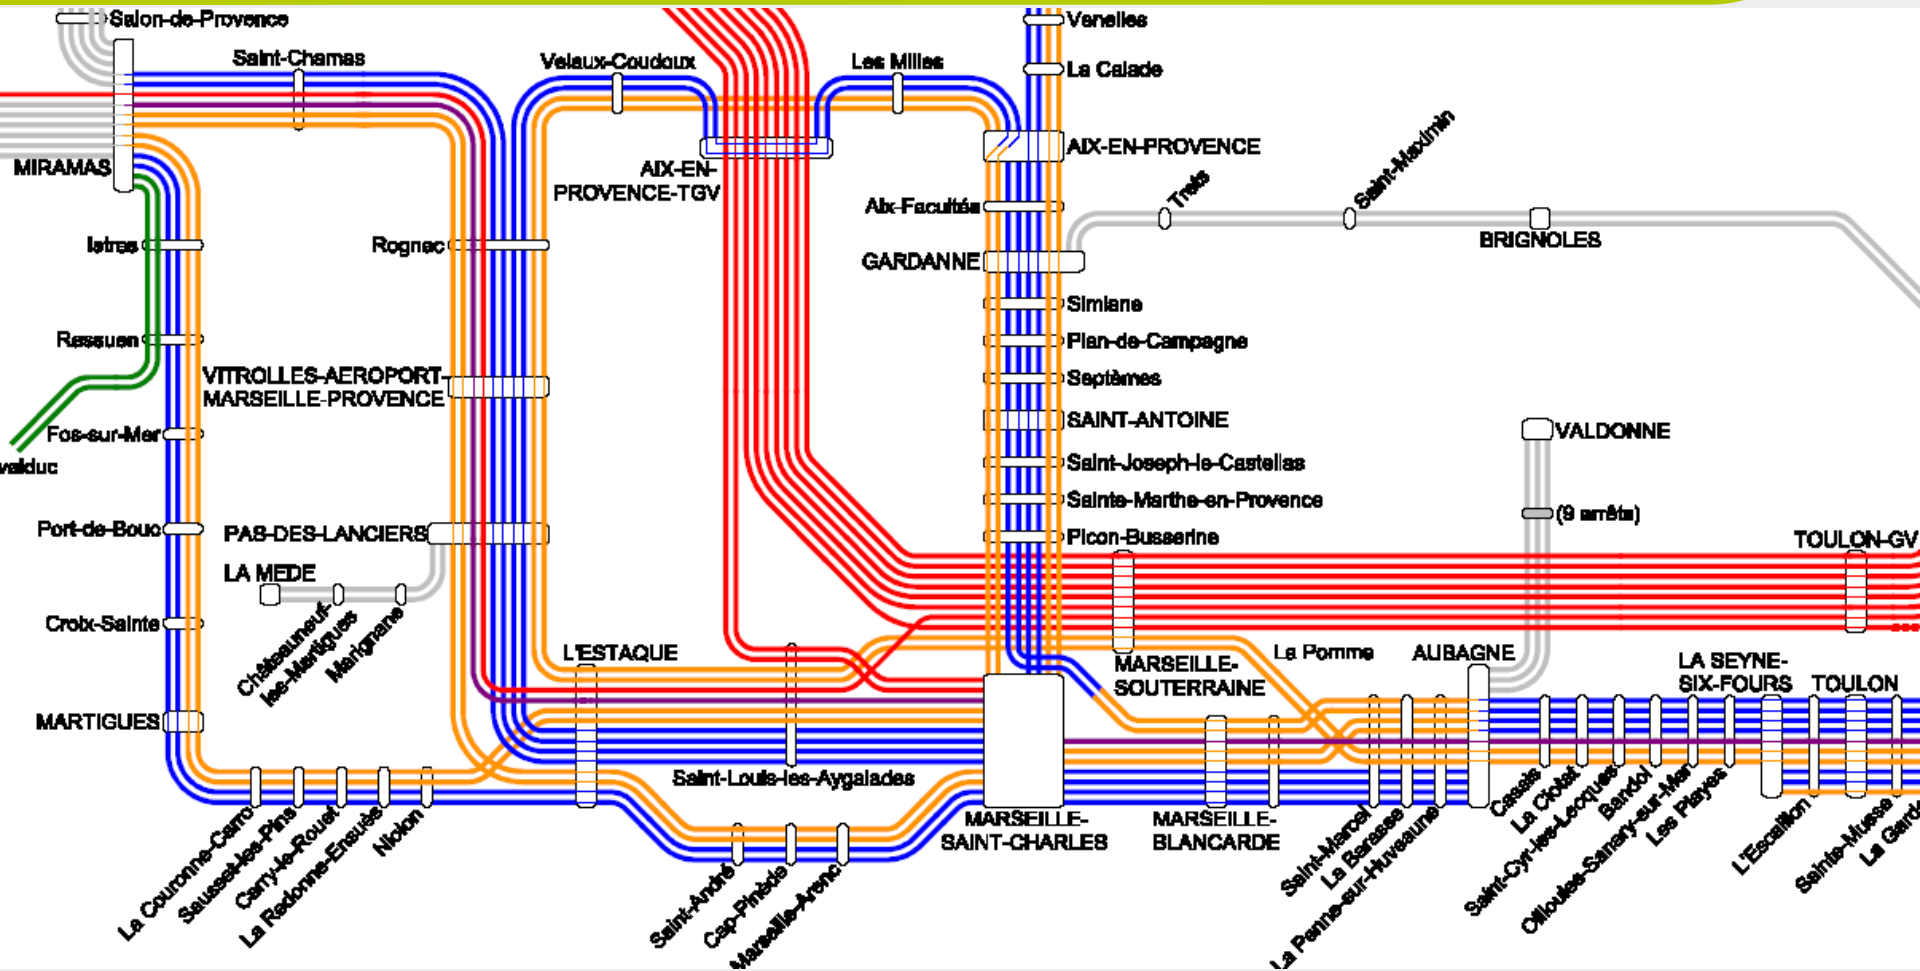 Salon-de-Provence
Venelles
Saint-Chamas
Velaux-Coudoux
Les Milles
La Calade
MIRAMAS
AIX-EN-
PROVENCE-TGV
AIX-EN-PROVENCE
Trets
Saint-Maximin
Aix-Facultés
BRIGNOLES
Istres
Rognac
GARDANNE
Simiane
Rassuen
Plan-de-Campagne
VITROLLES-AEROPORT-
MARSEILLE-PROVENCE
Septèmes
SAINT-ANTOINE
VALDONNE
Fos-sur-Mer
valduc
Saint-Joseph-le-Castellas
Sainte-Marthe-en-Provence
(9 arrêts)
Port-de-Bouc
PAS-DES-LANCIERS
Picon-Busserine
TOULON-GV
LA MEDE
Châteauneuf-
les-Martigues
Marignane
Croix-Sainte
L'ESTAQUE
MARSEILLE-
SOUTERRAINE
La Pomme
AUBAGNE
LA SEYNE-
SIX-FOURS
TOULON
MARTIGUES
Saint-Louis-les-Aygalades
MARSEILLE-
SAINT-CHARLES
MARSEILLE-
BLANCARDE
La Couronne-Carro
Sausset-les-Pins
Carry-le-Rouet
La Redonne-Ensuès
Niolon
Saint-André
Cap-Pinède
Marseille-Arenc
Saint-Marcel
La Barasse
La Penne-sur-Huveaune
Cassis
La Ciotat
Saint-Cyr-les-Lecques
Bandol
Ollioules-Sanary-sur-Mer
Les Playes
L'Escaillon
Sainte-Musse
La Gard